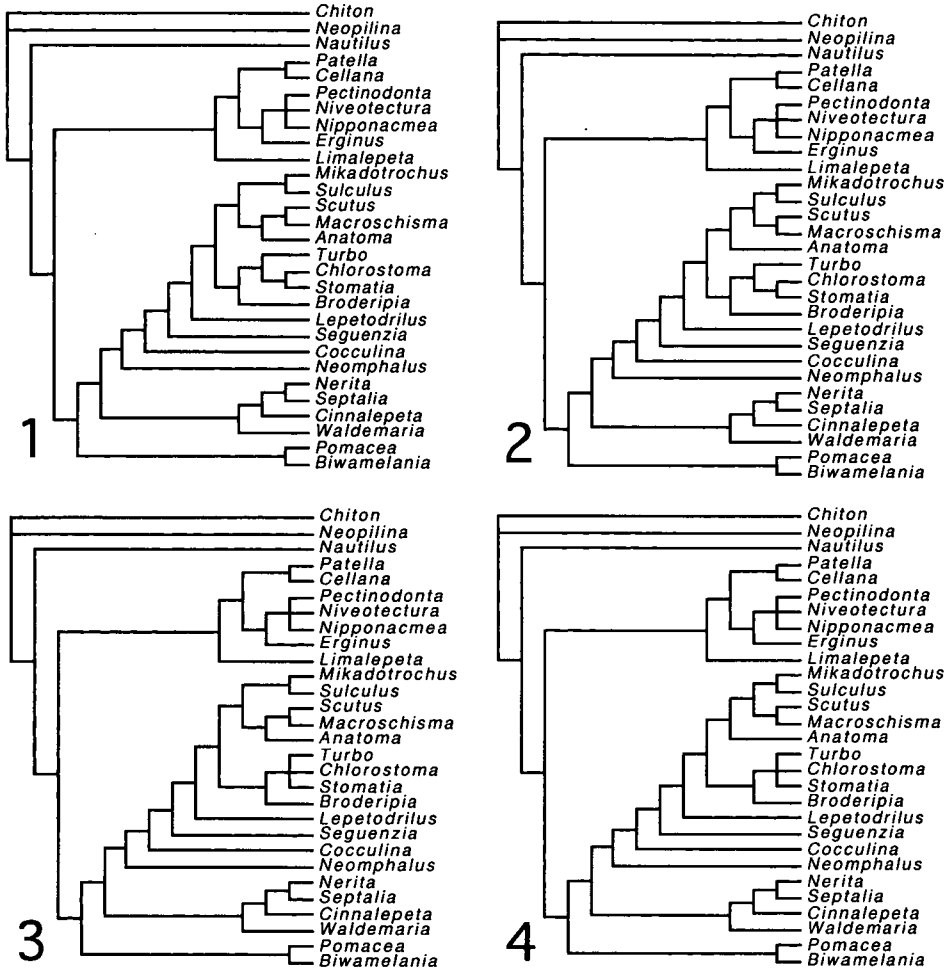 Chiton
Neopilina
Nautilus
Patella
Cellana
Pectinodonta
Niveotectura
Nipponacmea
Erginus
Limalepeta
Mikadotrochus
Sulculus
Scutus
Macroschisma
Anatoma
Turbo
Chlorostoma
Stomatia
Broderipia
Lepetodrilus
Seguenzia
Cocculina
Neomphalus
Nerita
Septalia
Cinnalepeta
Waldemaria
Pomacea
Biwamelania
1
Chiton
Neopilina
Nautilus
Patella
Cellana
Pectinodonta
Niveotectura
Nipponacmea
Erginus
Limalepeta
Mikadotrochus
Sulculus
Scutus
Macroschisma
Anatoma
Turbo
Chlorostoma
Stomatia
Broderipia
Lepetodrilus
Seguenzia
Cocculina
Neomphalus
Nerita
Septalia
Cinnalepeta
Waldemaria
Pomacea
Biwamelania
2
Chiton
Neopilina
Nautilus
Patella
Cellana
Pectinodonta
Niveotectura
Nipponacmea
Erginus
Limalepeta
Mikadotrochus
Sulculus
Scutus
Macroschisma
Anatoma
Turbo
Chlorostoma
Stomatia
Broderipia
Lepetodrilus
Seguenzia
Cocculina
Neomphalus
Nerita
Septalia
Cinnalepeta
Waldemaria
Pomacea
Biwamelania
3
Chiton
Neopilina
Nautilus
Patella
Cellana
Pectinodonta
Niveotectura
Nipponacmea
Erginus
Limalepeta
Mikadotrochus
Sulculus
Scutus
Macroschisma
Anatoma
Turbo
Chlorostoma
Stomatia
Broderipia
Lepetodrilus
Seguenzia
Cocculina
Neomphalus
Nerita
Septalia
Cinnalepeta
Waldemaria
Pomacea
Biwamelania
4